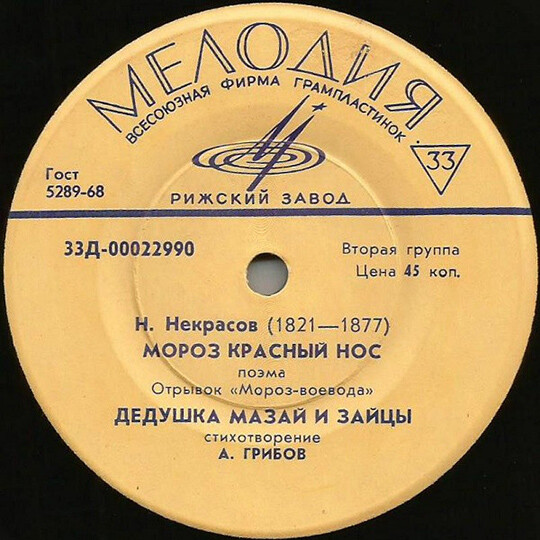 МЕЛОДИЯ
ВСЕСОЮЗНАЯ ФИРМА ГРАМПЛАСТИНОК
33
Гост
5289-68
РИЖСКИЙ ЗАВОД
33Д-00022990
Вторая группа
Цена 45 коп.
Н. Некрасов (1821—1877)
МОРОЗ КРАСНЫЙ НОС
поэма
Отрывок «Мороз-воевода»
ДЕДУШКА МАЗАЙ И ЗАЙЦЫ
стихотворение
А. ГРИБОВ